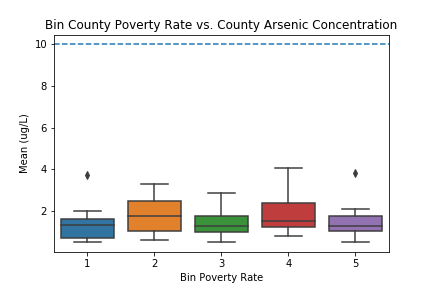 Bin County Poverty Rate vs. County Arsenic Concentration
10
8
6
4
2
Mean (ug/L)
1 2 3 4 5
Bin Poverty Rate